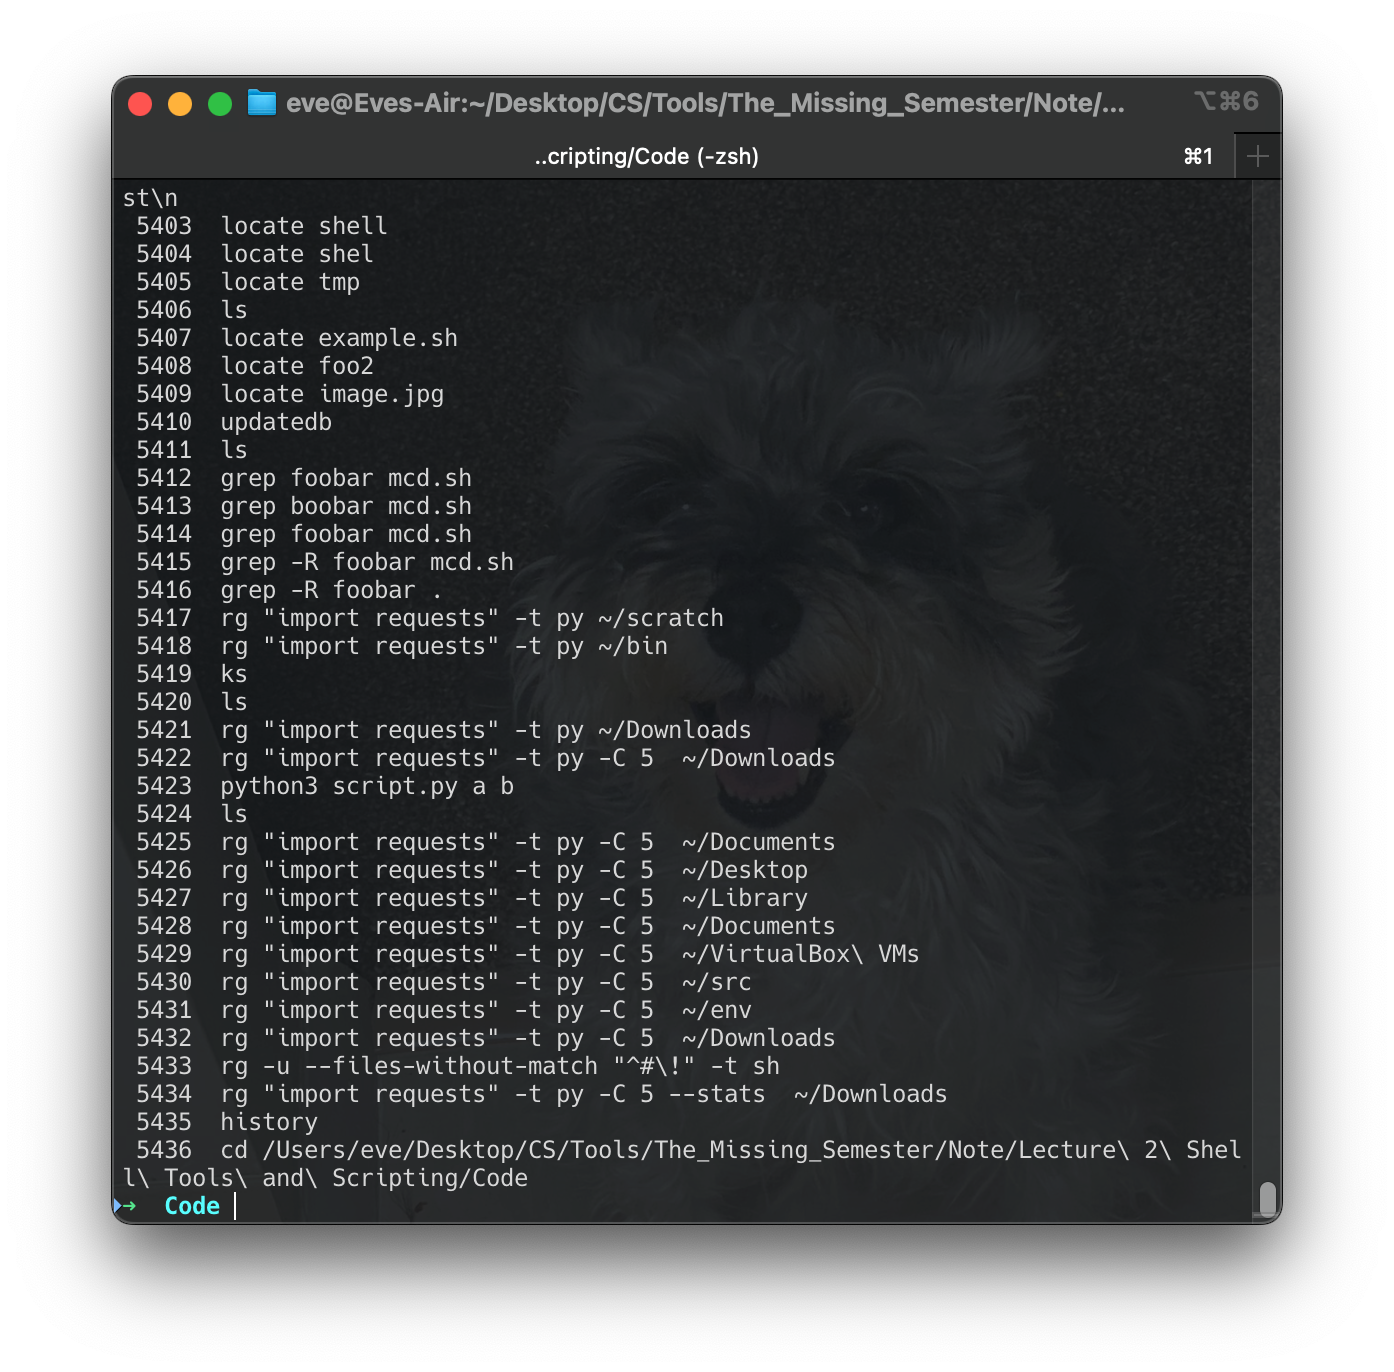 eve@Eves-Air:~/Desktop/CS/Tools/The_Missing_Semester/Note/... ⌥⌘6
..cripting/Code (-zsh) ⌘1 +
st\n
5403 locate shell
5404 locate shel
5405 locate tmp
5406 ls
5407 locate example.sh
5408 locate foo2
5409 locate image.jpg
5410 updatedb
5411 ls
5412 grep foobar mcd.sh
5413 grep boobar mcd.sh
5414 grep foobar mcd.sh
5415 grep -R foobar mcd.sh
5416 grep -R foobar .
5417 rg "import requests" -t py ~/scratch
5418 rg "import requests" -t py ~/bin
5419 ks
5420 ls
5421 rg "import requests" -t py ~/Downloads
5422 rg "import requests" -t py -C 5  ~/Downloads
5423 python3 script.py a b
5424 ls
5425 rg "import requests" -t py -C 5  ~/Documents
5426 rg "import requests" -t py -C 5  ~/Desktop
5427 rg "import requests" -t py -C 5  ~/Library
5428 rg "import requests" -t py -C 5  ~/Documents
5429 rg "import requests" -t py -C 5  ~/VirtualBox\ VMs
5430 rg "import requests" -t py -C 5  ~/src
5431 rg "import requests" -t py -C 5  ~/env
5432 rg "import requests" -t py -C 5  ~/Downloads
5433 rg -u --files-without-match "^#\!" -t sh
5434 rg "import requests" -t py -C 5 --stats  ~/Downloads
5435 history
5436 cd /Users/eve/Desktop/CS/Tools/The_Missing_Semester/Note/Lecture\ 2\ Shel
l\ Tools\ and\ Scripting/Code
→ Code